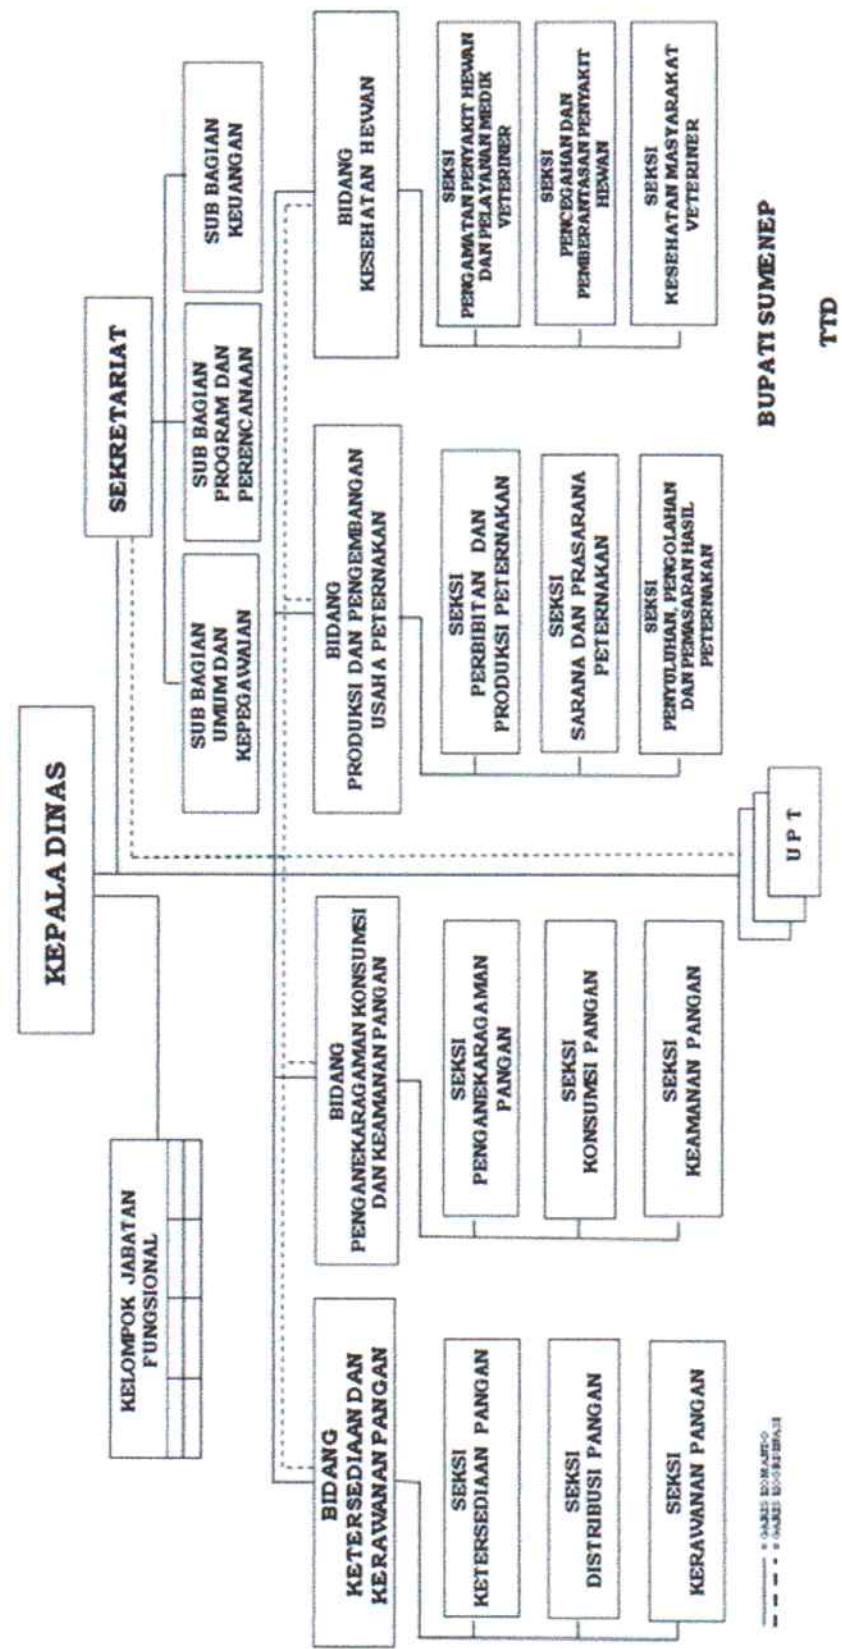 KEPALA DINAS
KELOMPOK JABATAN
FUNGSIONAL
SEKRETARIAT
SUB BAGIAN
UMUM DAN
KEPEGAWAIAN
SUB BAGIAN
PROGRAM DAN
PERENCANAAN
SUB BAGIAN
KEUANGAN
BIDANG
KETERSEDIAAN DAN
KERAWANAN PANGAN
BIDANG
PENGANEKARAGAMAN KONSUMSI
DAN KEAMANAN PANGAN
BIDANG
PRODUKSI DAN PENGEMBANGAN
USAHA PETERNAKAN
BIDANG
KESEHATAN HEWAN
SEKSI
KETERSEDIAAN PANGAN
SEKSI
DISTRIBUSI PANGAN
SEKSI
KERAWANAN PANGAN
SEKSI
PENGANEKARAGAMAN
PANGAN
SEKSI
KONSUMSI PANGAN
SEKSI
KEAMANAN PANGAN
SEKSI
PERBIBITAN DAN
PRODUKSI PETERNAKAN
SEKSI
SARANA DAN PRASARANA
PETERNAKAN
SEKSI
PENYULUHAN, PENGOLAHAN
DAN PEMASARAN HASIL
PETERNAKAN
SEKSI
PENGAMATAN PENYAKIT HEWAN
DAN PELAYANAN MEDIK
VETERINER
SEKSI
PENCEGAHAN DAN
PEMBERANTASAN PENYAKIT
HEWAN
SEKSI
KESEHATAN MASYARAKAT
VETERINER
UPT
= GARIS KOMANDO
= GARIS KOORDINASI
BUPATI SUMENEP
TTD